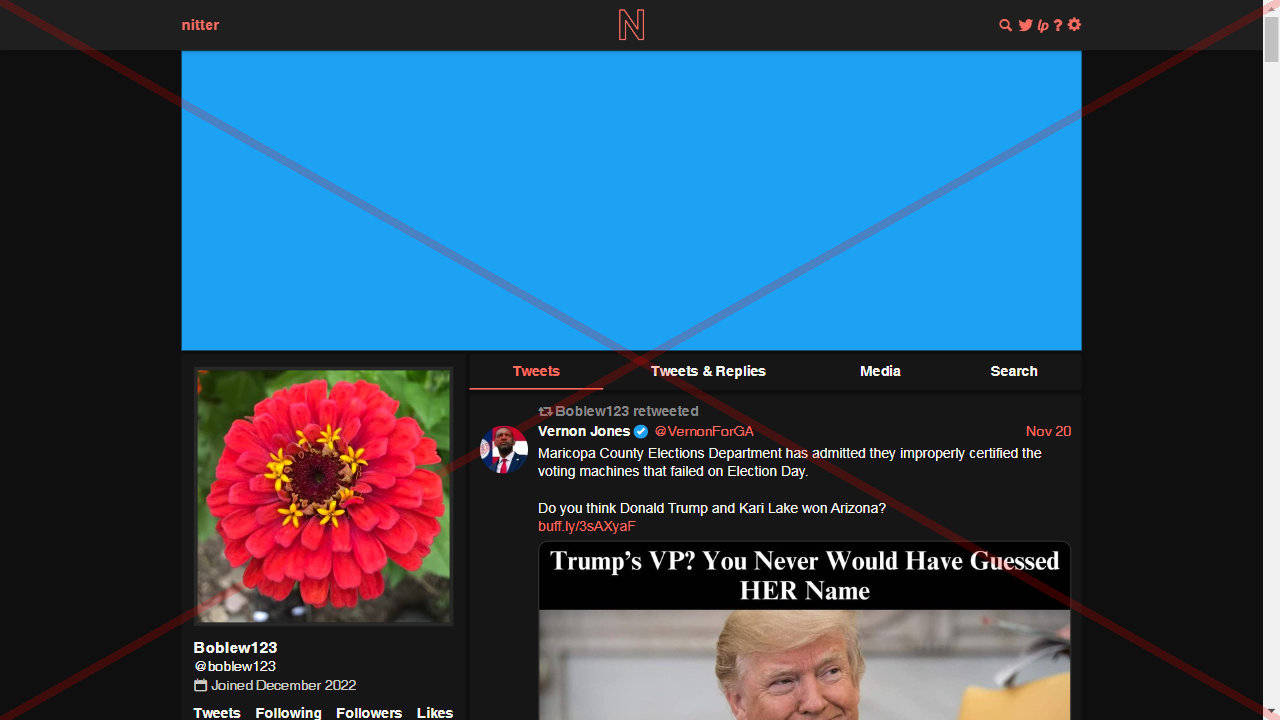 nitter
N
lp ?
Tweets Tweets & Replies Media Search
Boblew123 retweeted
Vernon Jones @VernonForGA Nov 20
Maricopa County Elections Department has admitted they improperly certified the
voting machines that failed on Election Day.
Do you think Donald Trump and Kari Lake won Arizona?
buff.ly/3sAXyaF
Trump’s VP? You Never Would Have Guessed
HER Name
Boblew123
@boblew123
Joined December 2022
Tweets Following Followers Likes